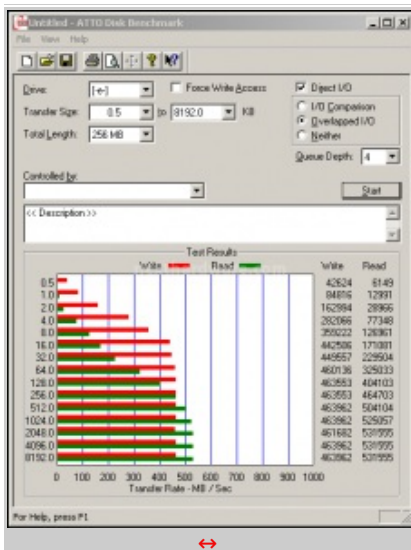 Untitled - ATTO Disk Benchmark
File View Help
Drive: [-e-] Force Write Access Direct I/O
Transfer Size: 0.5 to 8192.0 KB I/O Comparison
Overlapped I/O
Total Length: 256 MB Neither
Queue Depth: 4
Controlled by:
Start
<< Description >>
Test Results
Write Read Write Read
0.5 42624 6149
1.0 84816 12991
2.0 162994 28966
4.0 282066 77348
8.0 359222 126961
16.0 442506 171081
32.0 449557 229504
64.0 460136 325033
128.0 463553 404103
256.0 463553 464703
512.0 463962 504104
1024.0 463962 525057
2048.0 461682 531555
4096.0 463962 531555
8192.0 463962 531555
0 100 200 300 400 500 600 700 800 900 1000
Transfer Rate - MB / Sec
For Help, press F1